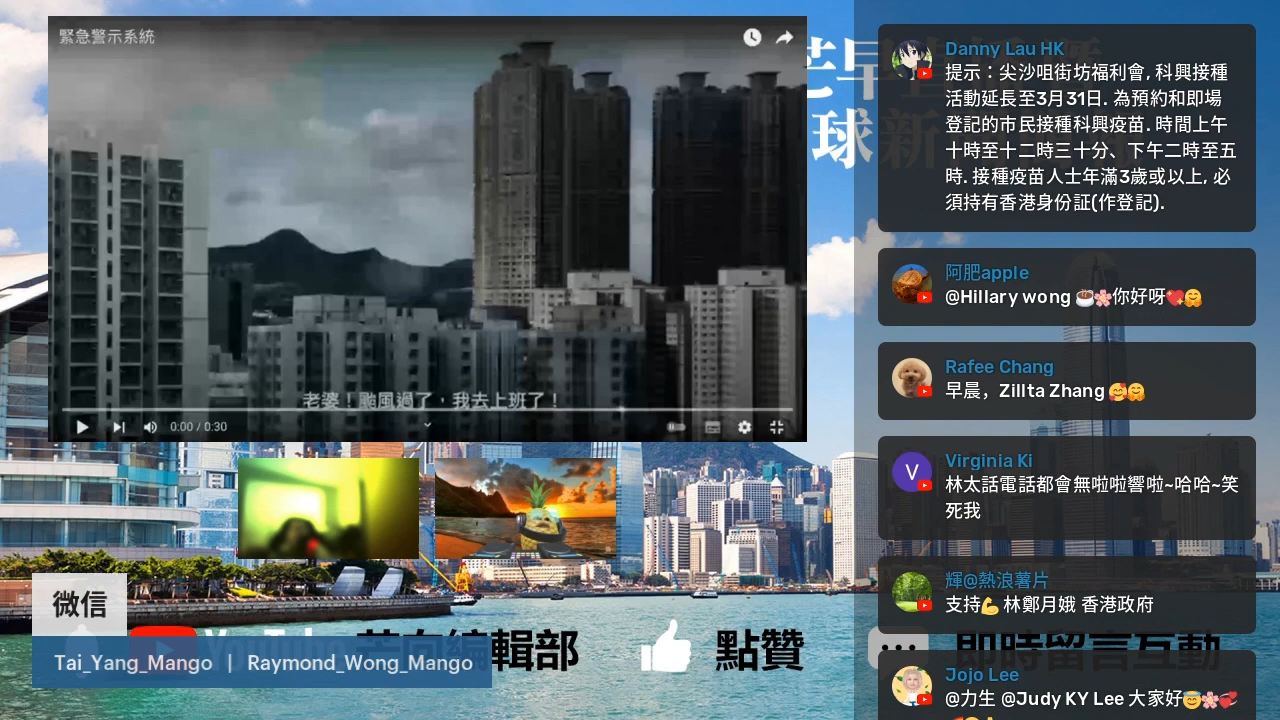 緊急警示系統
老婆！颱風過了，我去上班了！
0:00 / 0:30
球
微信
Tai_Yang_Mango | Raymond_Wong_Mango
輯部
點贊
即時留言互動
Danny Lau HK
提示：尖沙咀街坊福利會, 科興接種
活動延長至3月31日. 為預約和即場
登記的市民接種科興疫苗. 時間上午
十時至十二時三十分、下午二時至五
時. 接種疫苗人士年滿3歲或以上, 必
須持有香港身份証(作登記).
阿肥apple
@Hillary wong ☕🌸你好呀💘🤗
Rafee Chang
早晨，Zillta Zhang 🥰🤗
V
Virginia Ki
林太話電話都會無啦啦響啦~哈哈~笑
死我
輝@熱浪薯片
支持💪 林鄭月娥 香港政府
Jojo Lee
@力生 @Judy KY Lee 大家好😇🌸💞